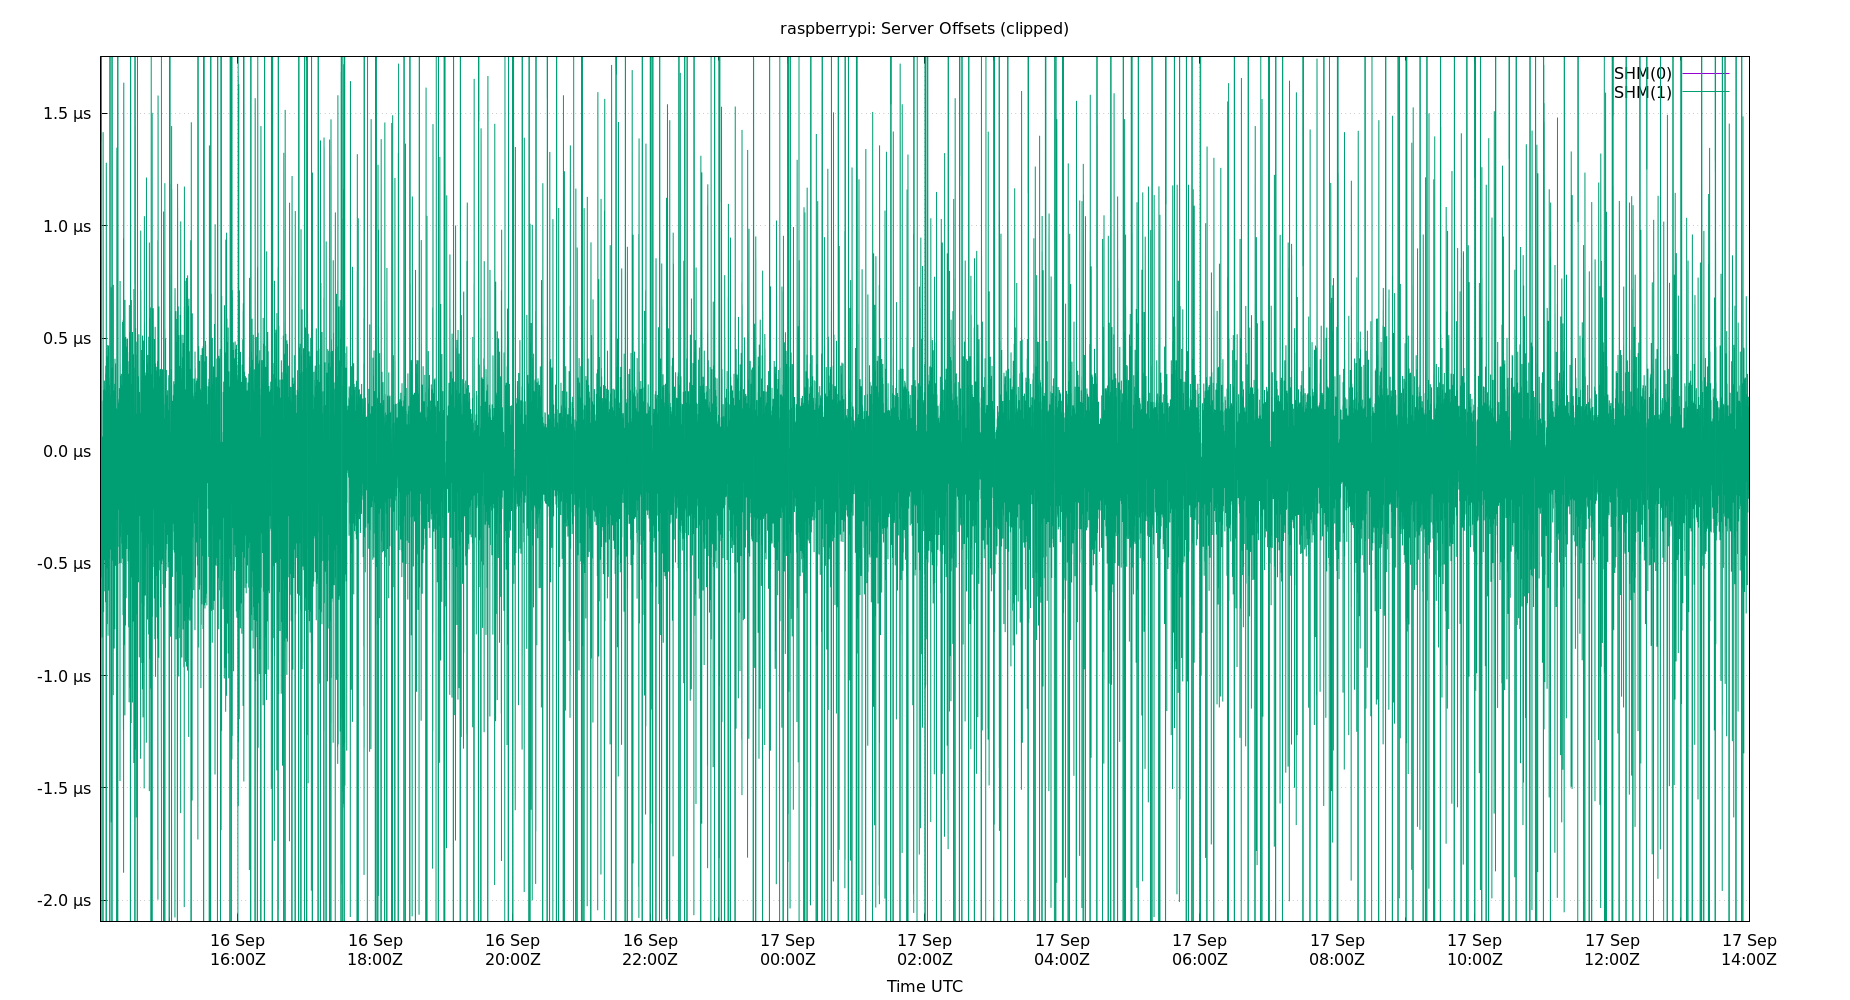 raspberrypi: Server Offsets (clipped)
SHM(0)
SHM(1)
1.5 µs
1.0 µs
0.5 µs
0.0 µs
-0.5 µs
-1.0 µs
-1.5 µs
-2.0 µs
16 Sep 16 Sep 16 Sep 16 Sep 17 Sep 17 Sep 17 Sep 17 Sep 17 Sep 17 Sep 17 Sep 17 Sep
16:00Z 18:00Z 20:00Z 22:00Z 00:00Z 02:00Z 04:00Z 06:00Z 08:00Z 10:00Z 12:00Z 14:00Z
Time UTC